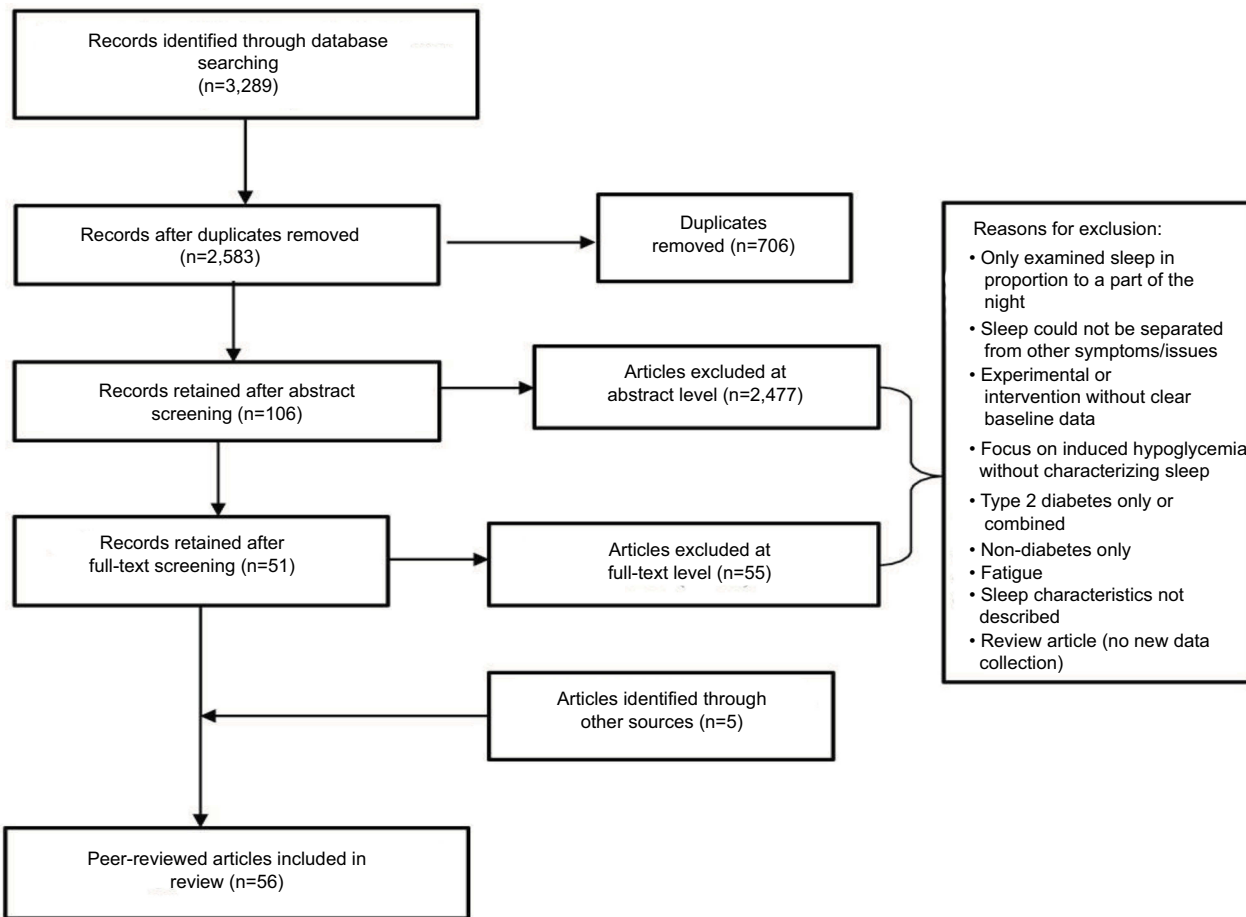 Records identified through database
searching
(n=3,289)
Records after duplicates removed
(n=2,583)
Duplicates
removed (n=706)
Records retained after abstract
screening (n=106)
Articles excluded at
abstract level (n=2,477)
Records retained after
full-text screening (n=51)
Articles excluded at
full-text level (n=55)
Reasons for exclusion:
• Only examined sleep in
proportion to a part of the
night
• Sleep could not be separated
from other symptoms/issues
• Experimental or
intervention without clear
baseline data
• Focus on induced hypoglycemia
without characterizing sleep
• Type 2 diabetes only or
combined
• Non-diabetes only
• Fatigue
• Sleep characteristics not
described
• Review article (no new data
collection)
Articles identified through
other sources (n=5)
Peer-reviewed articles included in
review (n=56)